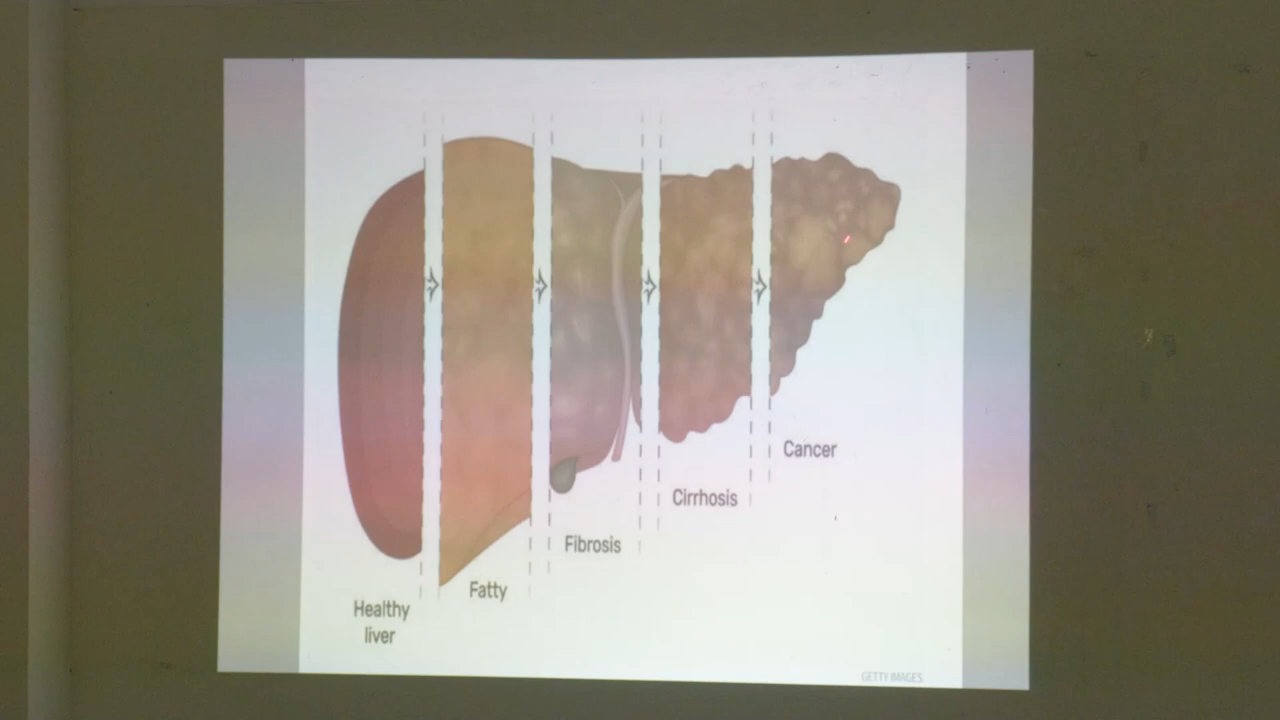 Healthy
liver
Fatty
Fibrosis
Cirrhosis
Cancer
GETTY IMAGES